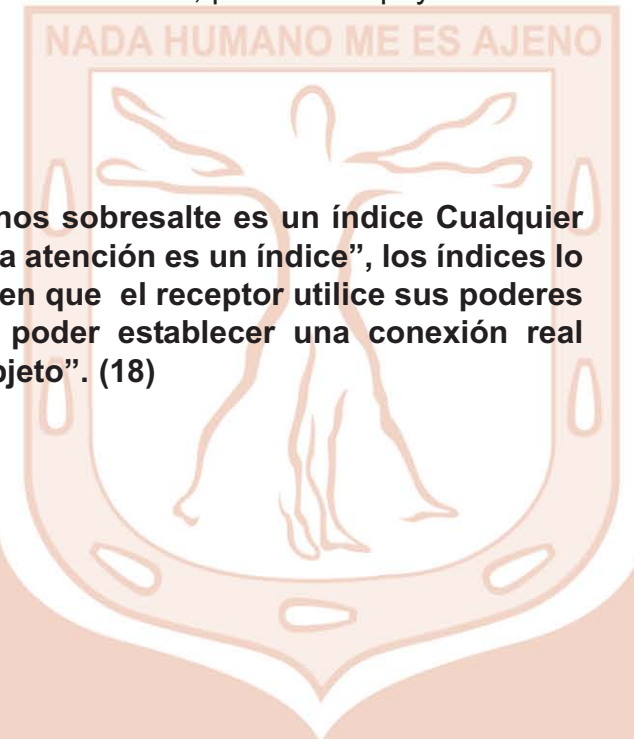 NADA HUMANO ME ES AJENO
nos sobresalte es un índice Cualquier
a atención es un índice”, los índices lo
en que el receptor utilice sus poderes
poder establecer una conexión real
bjeto”. (18)